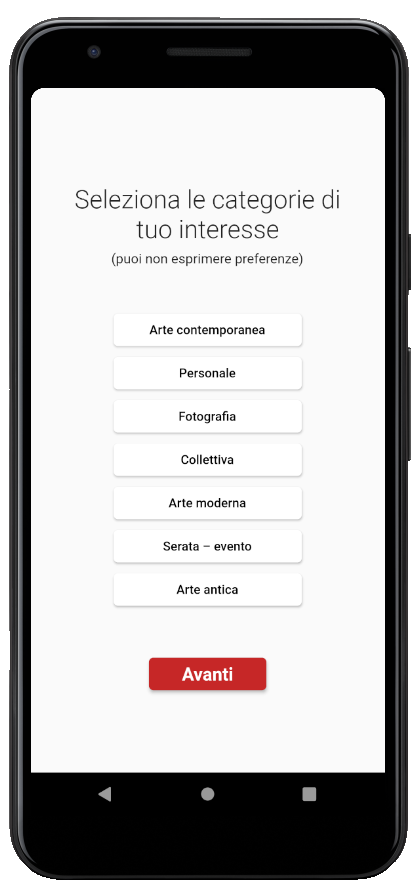 Seleziona le categorie di
tuo interesse
(puoi non esprimere preferenze)
Arte contemporanea
Personale
Fotografia
Collettiva
Arte moderna
Serata – evento
Arte antica
Avanti